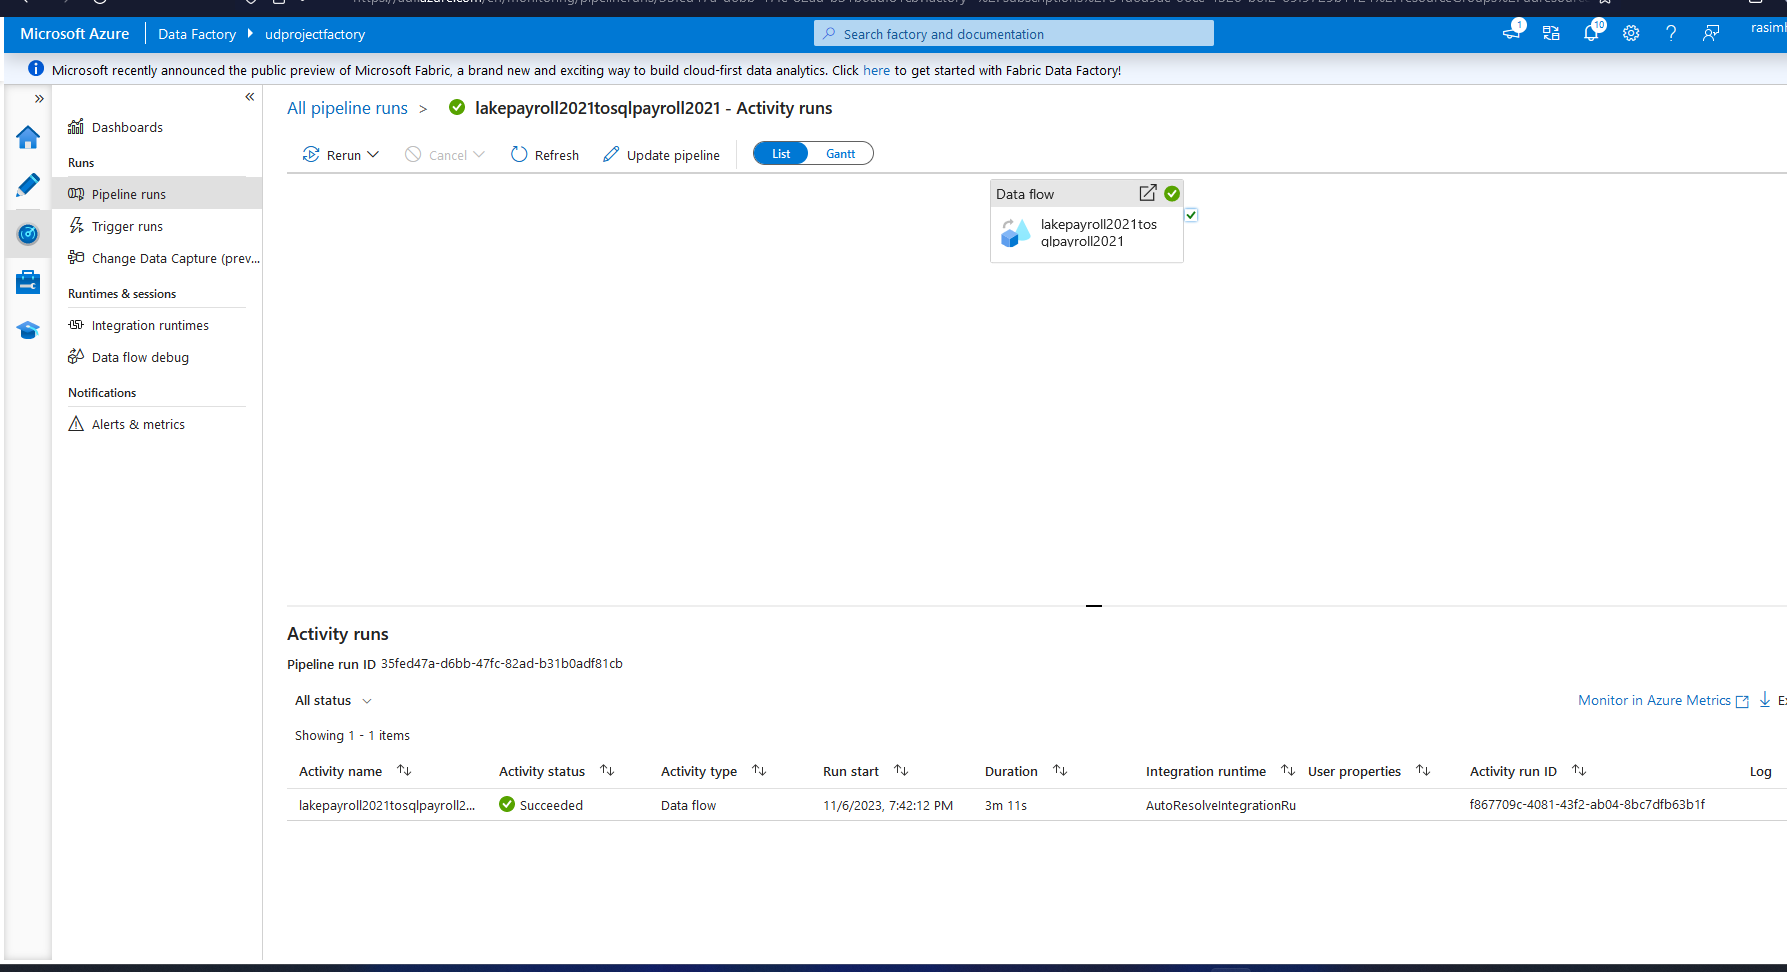 Microsoft Azure
Data Factory
udprojectfactory
Search factory and documentation
1
10
Microsoft recently announced the public preview of Microsoft Fabric, a brand new and exciting way to build cloud-first data analytics. Click here to get started with Fabric Data Factory!
Dashboards
Runs
Pipeline runs
Trigger runs
Change Data Capture (prev...
Runtimes & sessions
Integration runtimes
Data flow debug
Notifications
Alerts & metrics
All pipeline runs > lakepayroll2021tosqlpayroll2021 - Activity runs
Rerun Cancel Refresh Update pipeline List Gantt
Data flow
lakepayroll2021tos
qlpayroll2021
Activity runs
Pipeline run ID 35fed47a-d6bb-47fc-82ad-b31b0adf81cb
All status
Monitor in Azure Metrics
Showing 1 - 1 items
Activity name Activity status Activity type Run start Duration Integration runtime User properties Activity run ID Log
lakepayroll2021tosqlpayroll2... Succeeded Data flow 11/6/2023, 7:42:12 PM 3m 11s AutoResolveIntegrationRu f867709c-4081-43f2-ab04-8bc7dfb63b1f